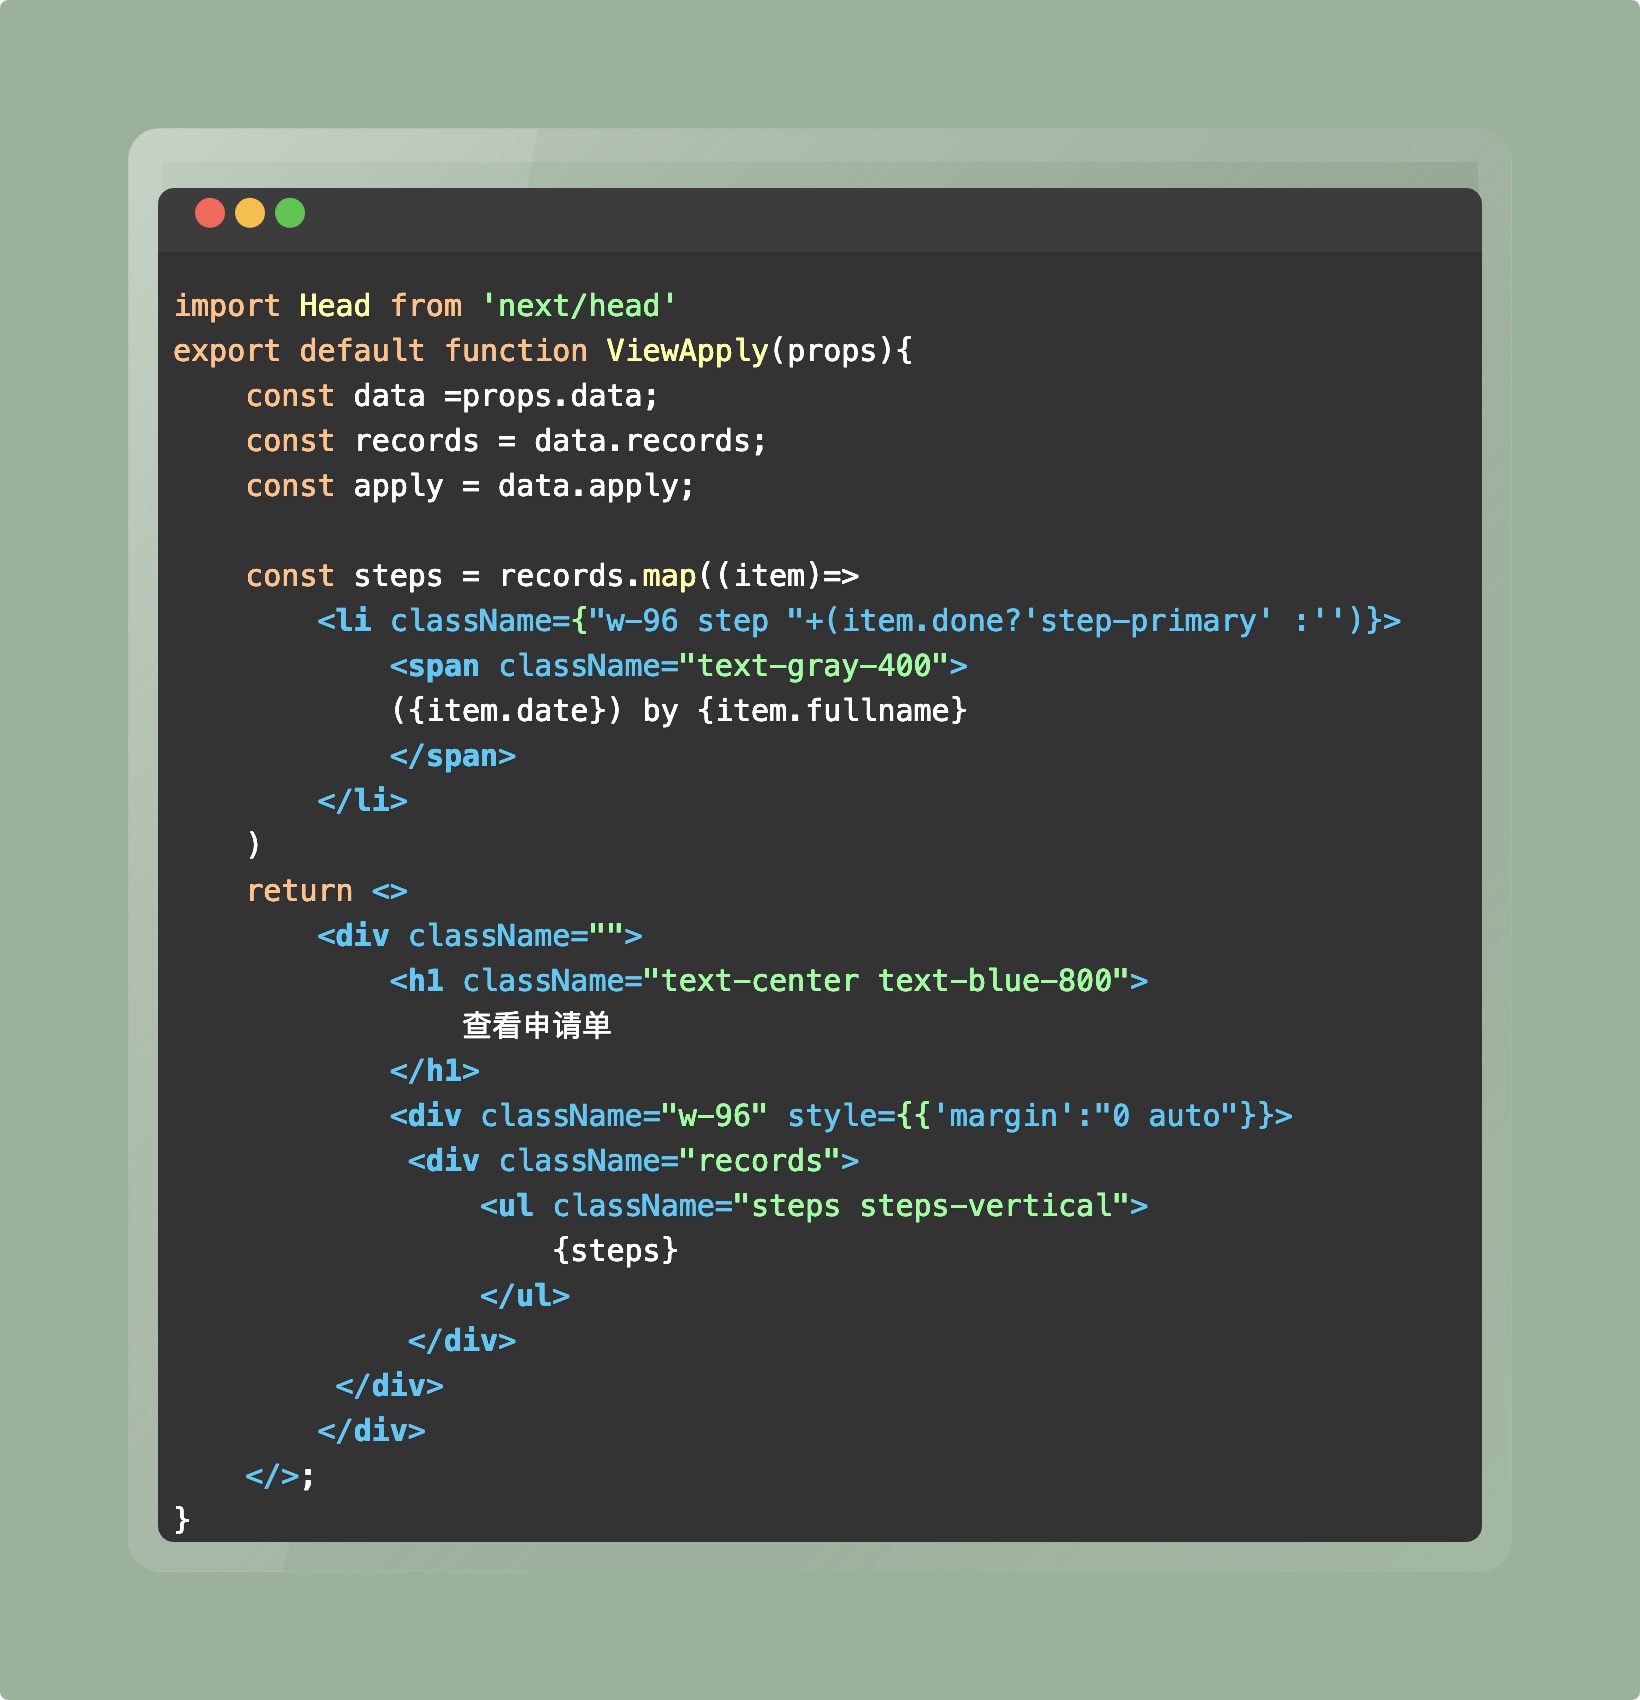 import Head from 'next/head'
export default function ViewApply(props){
    const data =props.data;
    const records = data.records;
    const apply = data.apply;

    const steps = records.map((item)=>
        <li className={"w-96 step "+(item.done?'step-primary' :'')}>
            <span className="text-gray-400">
            ({item.date}) by {item.fullname}
            </span>
        </li>
    )
    return <>
        <div className="">
            <h1 className="text-center text-blue-800">
                查看申请单
            </h1>
            <div className="w-96" style={{'margin':"0 auto"}}>
             <div className="records">
                 <ul className="steps steps-vertical">
                     {steps}
                 </ul>
             </div>
         </div>
        </div>
    </>;
}